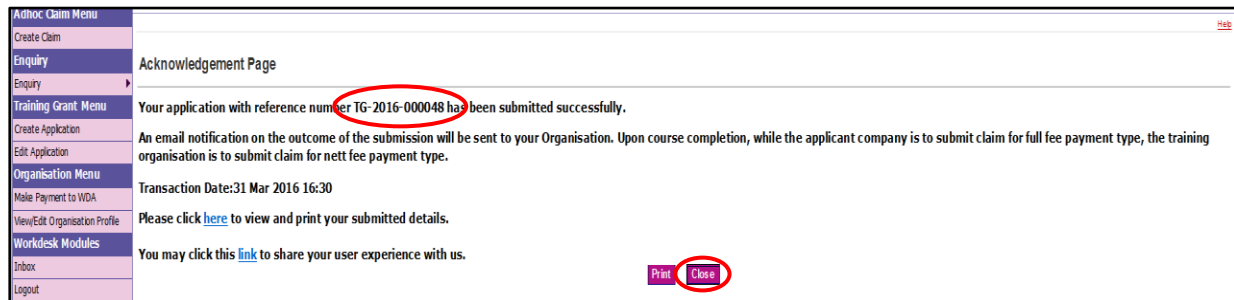 Adhoc Claim Menu
Create Claim
Enquiry
Enquiry
Training Grant Menu
Create Application
Edit Application
Organisation Menu
Make Payment to WDA
View/Edit Organisation Profile
Workdesk Modules
Inbox
Logout
Help
Acknowledgement Page
Your application with reference number TG-2016-000048 has been submitted successfully.
An email notification on the outcome of the submission will be sent to your Organisation. Upon course completion, while the applicant company is to submit claim for full fee payment type, the training
organisation is to submit claim for nett fee payment type.
Transaction Date:31 Mar 2016 16:30
Please click here to view and print your submitted details.
You may click this link to share your user experience with us.
Print Close